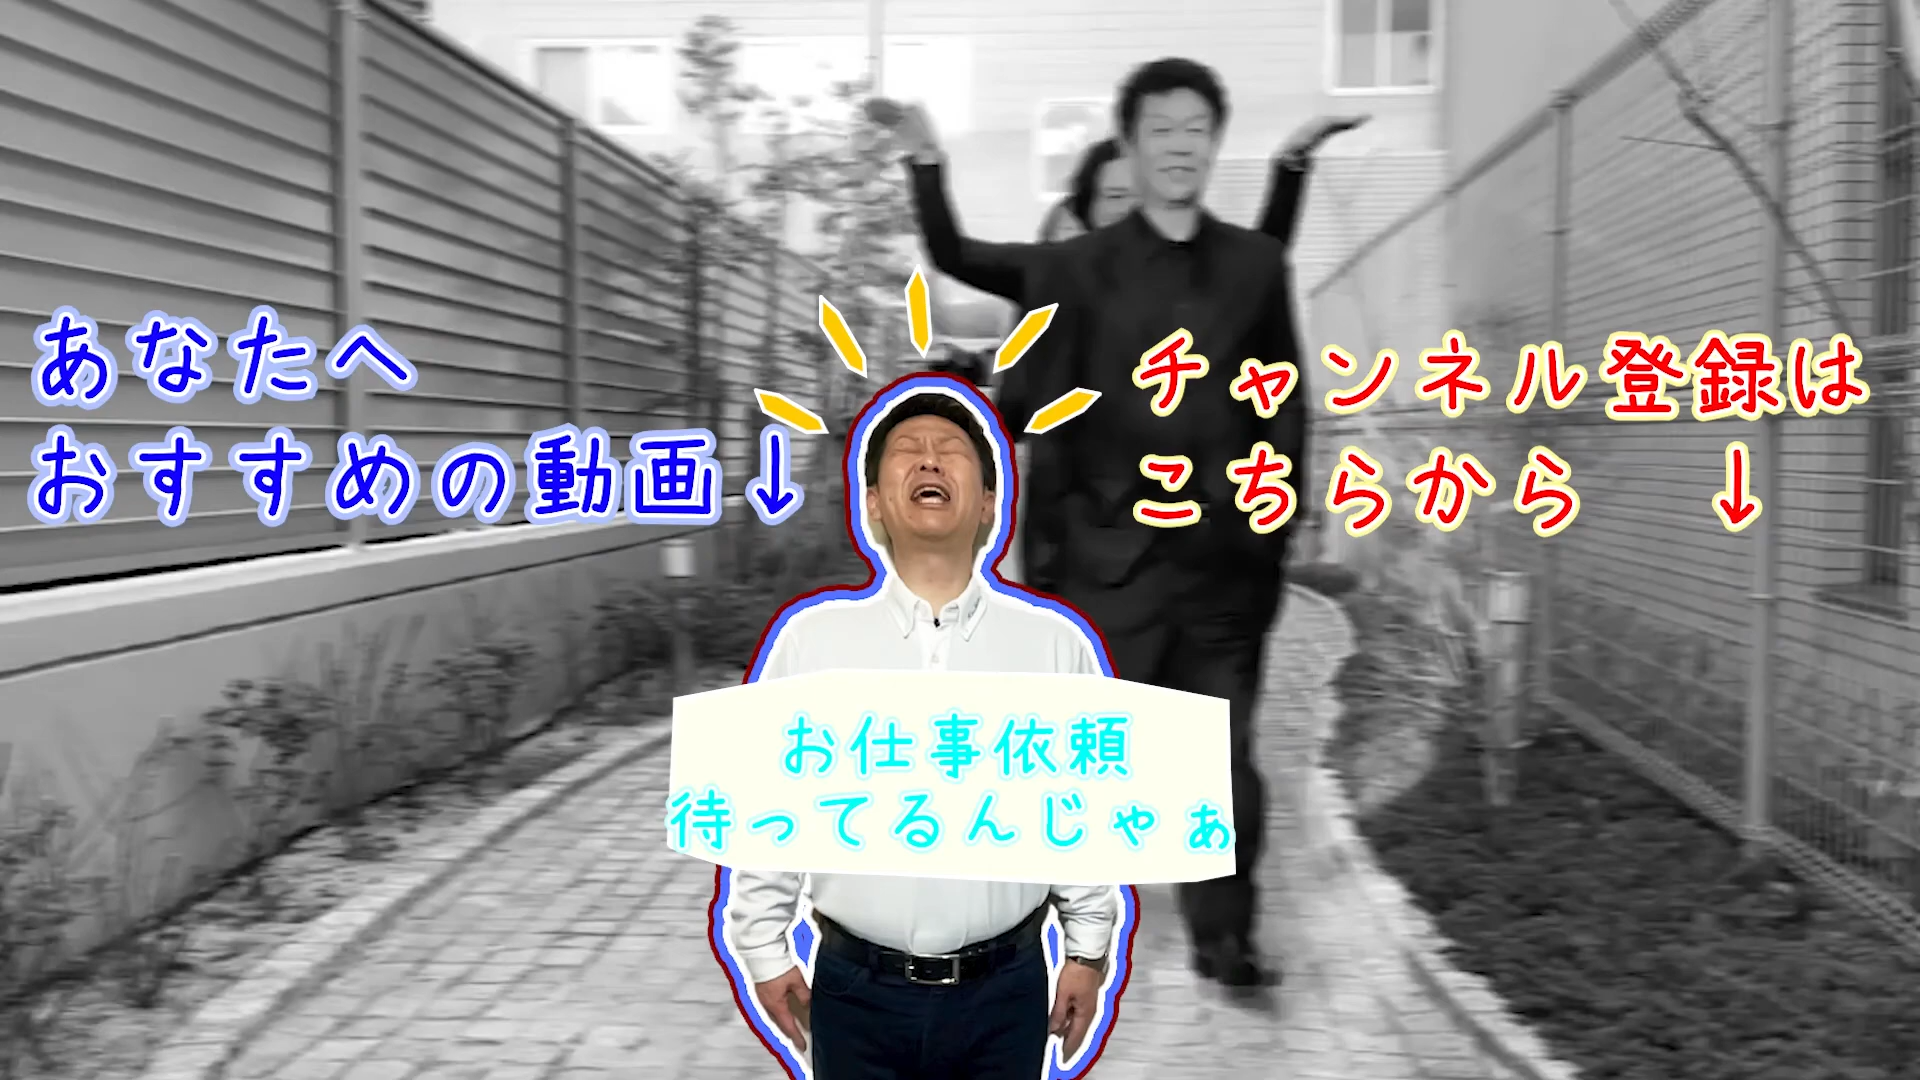 あなたへ
おすすめの動画↓
チャンネル登録は
こちらから ↓
お仕事依頼
待ってるんじゃぁ